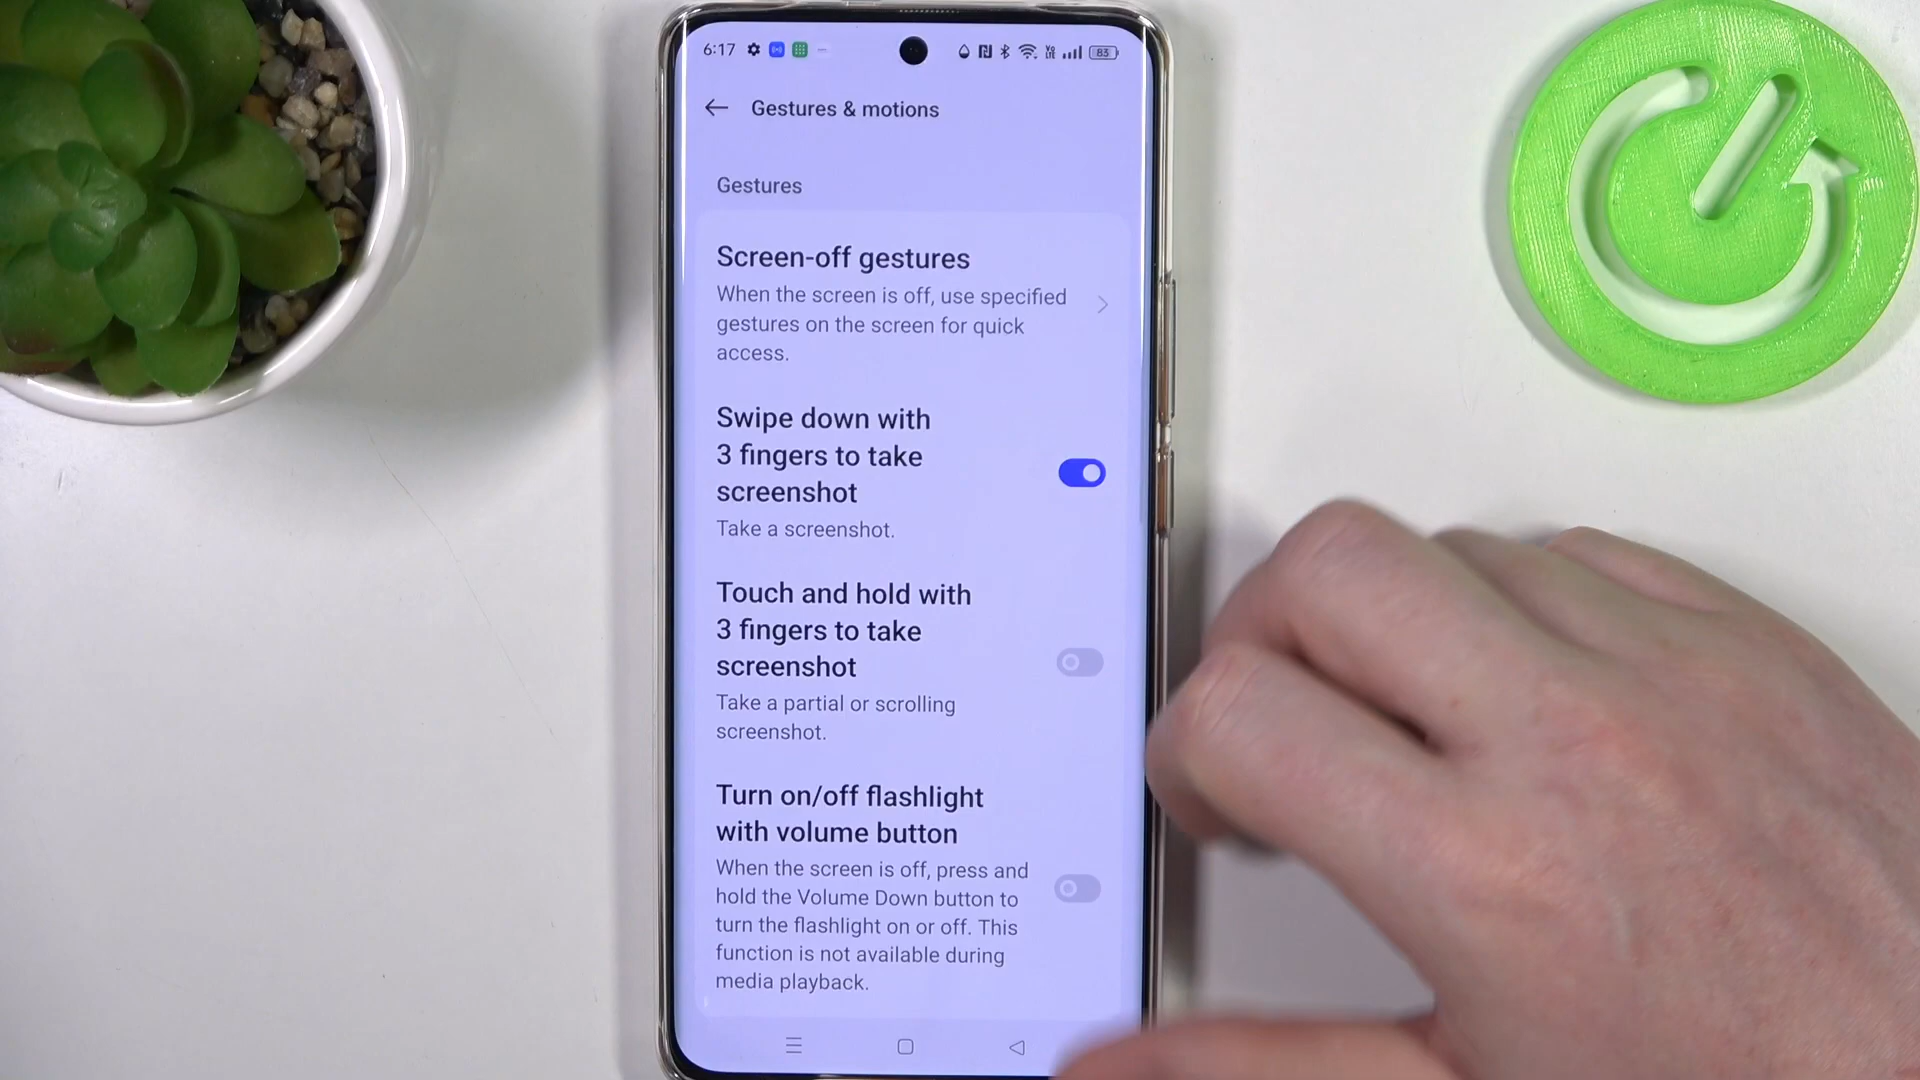 6:17
83
Gestures & motions
Gestures
Screen-off gestures
When the screen is off, use specified
gestures on the screen for quick
access.
Swipe down with
3 fingers to take
screenshot
Take a screenshot.
Touch and hold with
3 fingers to take
screenshot
Take a partial or scrolling
screenshot.
Turn on/off flashlight
with volume button
When the screen is off, press and
hold the Volume Down button to
turn the flashlight on or off. This
function is not available during
media playback.